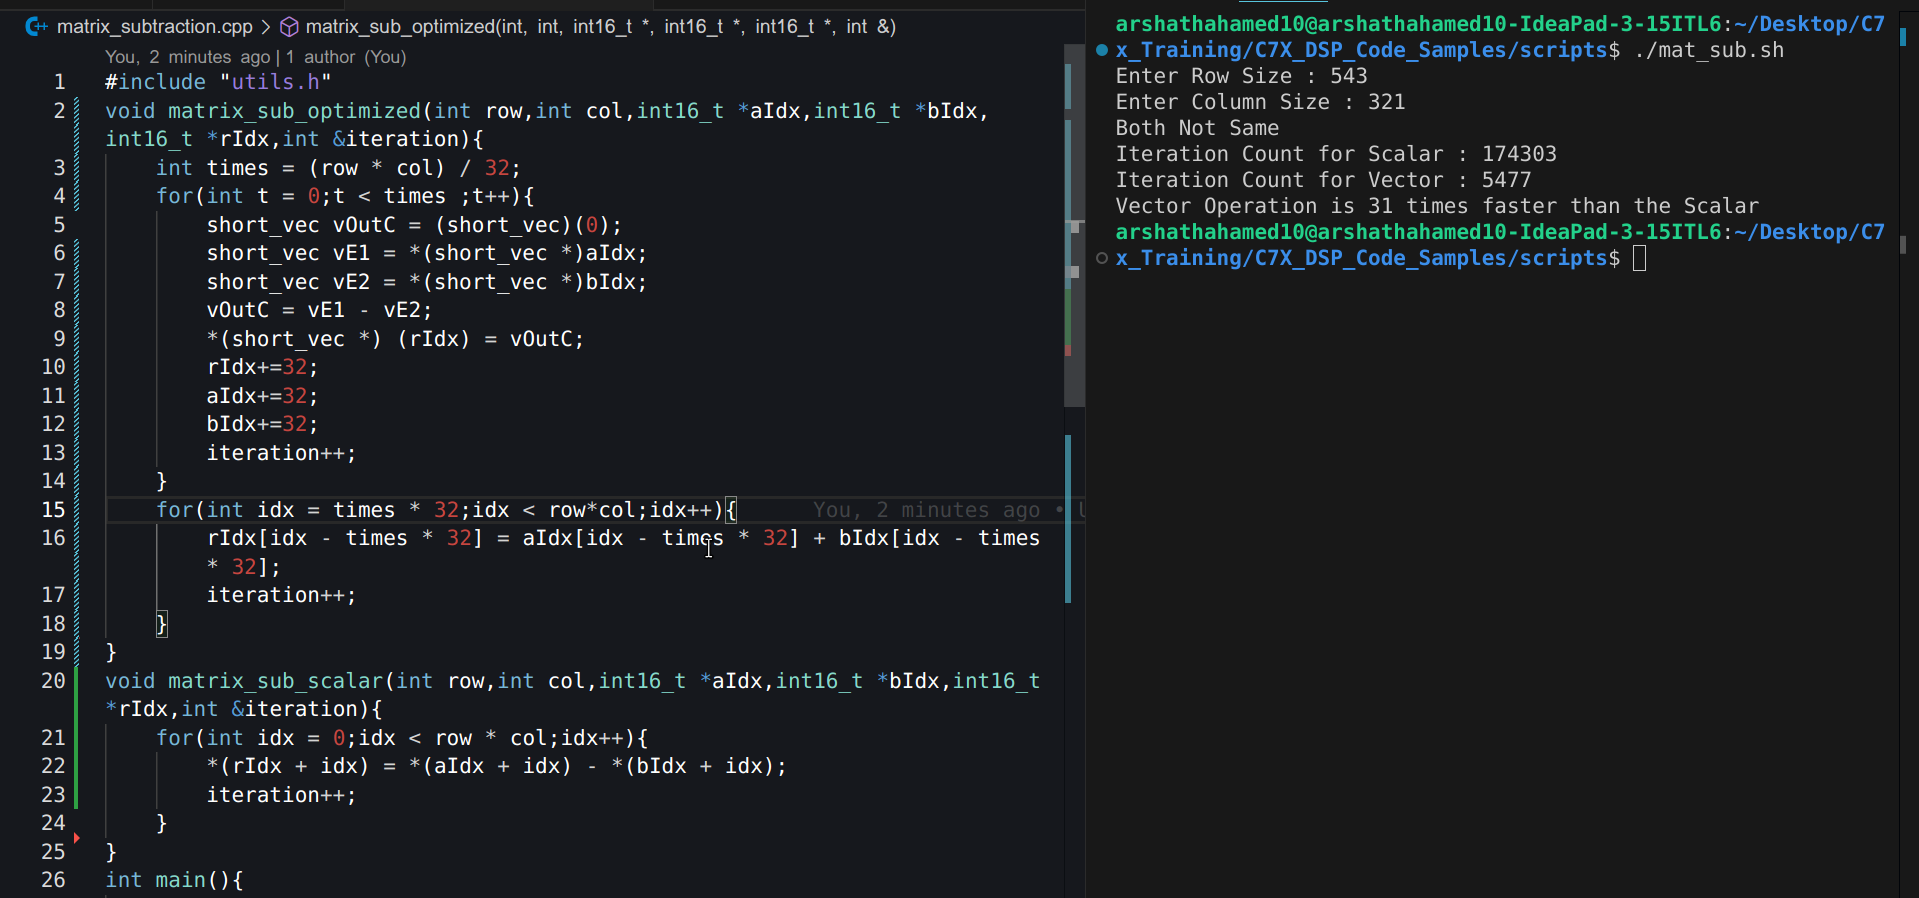 matrix_subtraction.cpp > matrix_sub_optimized(int, int, int16_t *, int16_t *, int16_t *, int &)
You, 2 minutes ago | 1 author (You)
1 #include "utils.h"
2 void matrix_sub_optimized(int row,int col,int16_t *aIdx,int16_t *bIdx,
int16_t *rIdx,int &iteration){
3 int times = (row * col) / 32;
4 for(int t = 0;t < times ;t++){
5 short_vec vOutC = (short_vec)(0);
6 short_vec vE1 = *(short_vec *)aIdx;
7 short_vec vE2 = *(short_vec *)bIdx;
8 vOutC = vE1 - vE2;
9 *(short_vec *) (rIdx) = vOutC;
10 rIdx+=32;
11 aIdx+=32;
12 bIdx+=32;
13 iteration++;
14 }
15 for(int idx = times * 32;idx < row*col;idx++){ You, 2 minutes ago •
16 rIdx[idx - times * 32] = aIdx[idx - times * 32] + bIdx[idx - times
* 32];
17 iteration++;
18 }
19 }
20 void matrix_sub_scalar(int row,int col,int16_t *aIdx,int16_t *bIdx,int16_t
*rIdx,int &iteration){
21 for(int idx = 0;idx < row * col;idx++){
22 *(rIdx + idx) = *(aIdx + idx) - *(bIdx + idx);
23 iteration++;
24 }
25 }
26 int main(){
arshathahamed10@arshathahamed10-IdeaPad-3-15ITL6:~/Desktop/C7
x_Training/C7X_DSP_Code_Samples/scripts$ ./mat_sub.sh
Enter Row Size : 543
Enter Column Size : 321
Both Not Same
Iteration Count for Scalar : 174303
Iteration Count for Vector : 5477
Vector Operation is 31 times faster than the Scalar
arshathahamed10@arshathahamed10-IdeaPad-3-15ITL6:~/Desktop/C7
x_Training/C7X_DSP_Code_Samples/scripts$